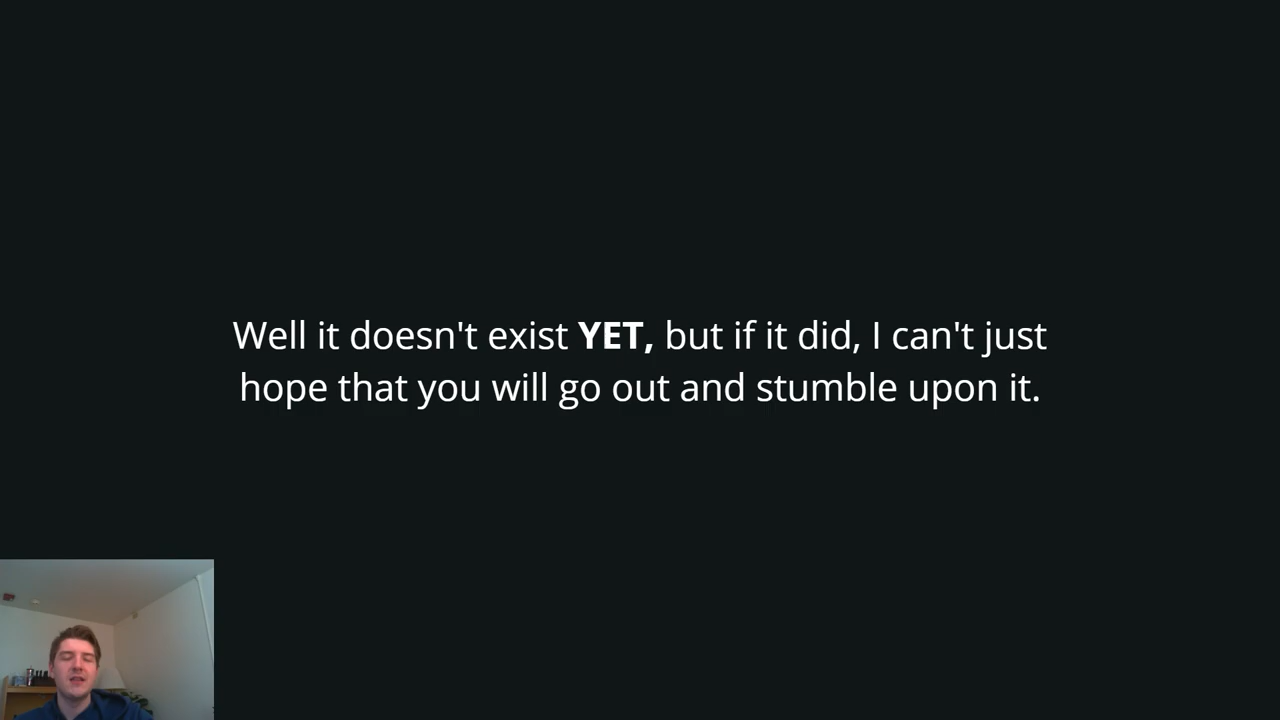 Well it doesn't exist YET, but if it did, I can't just
hope that you will go out and stumble upon it.